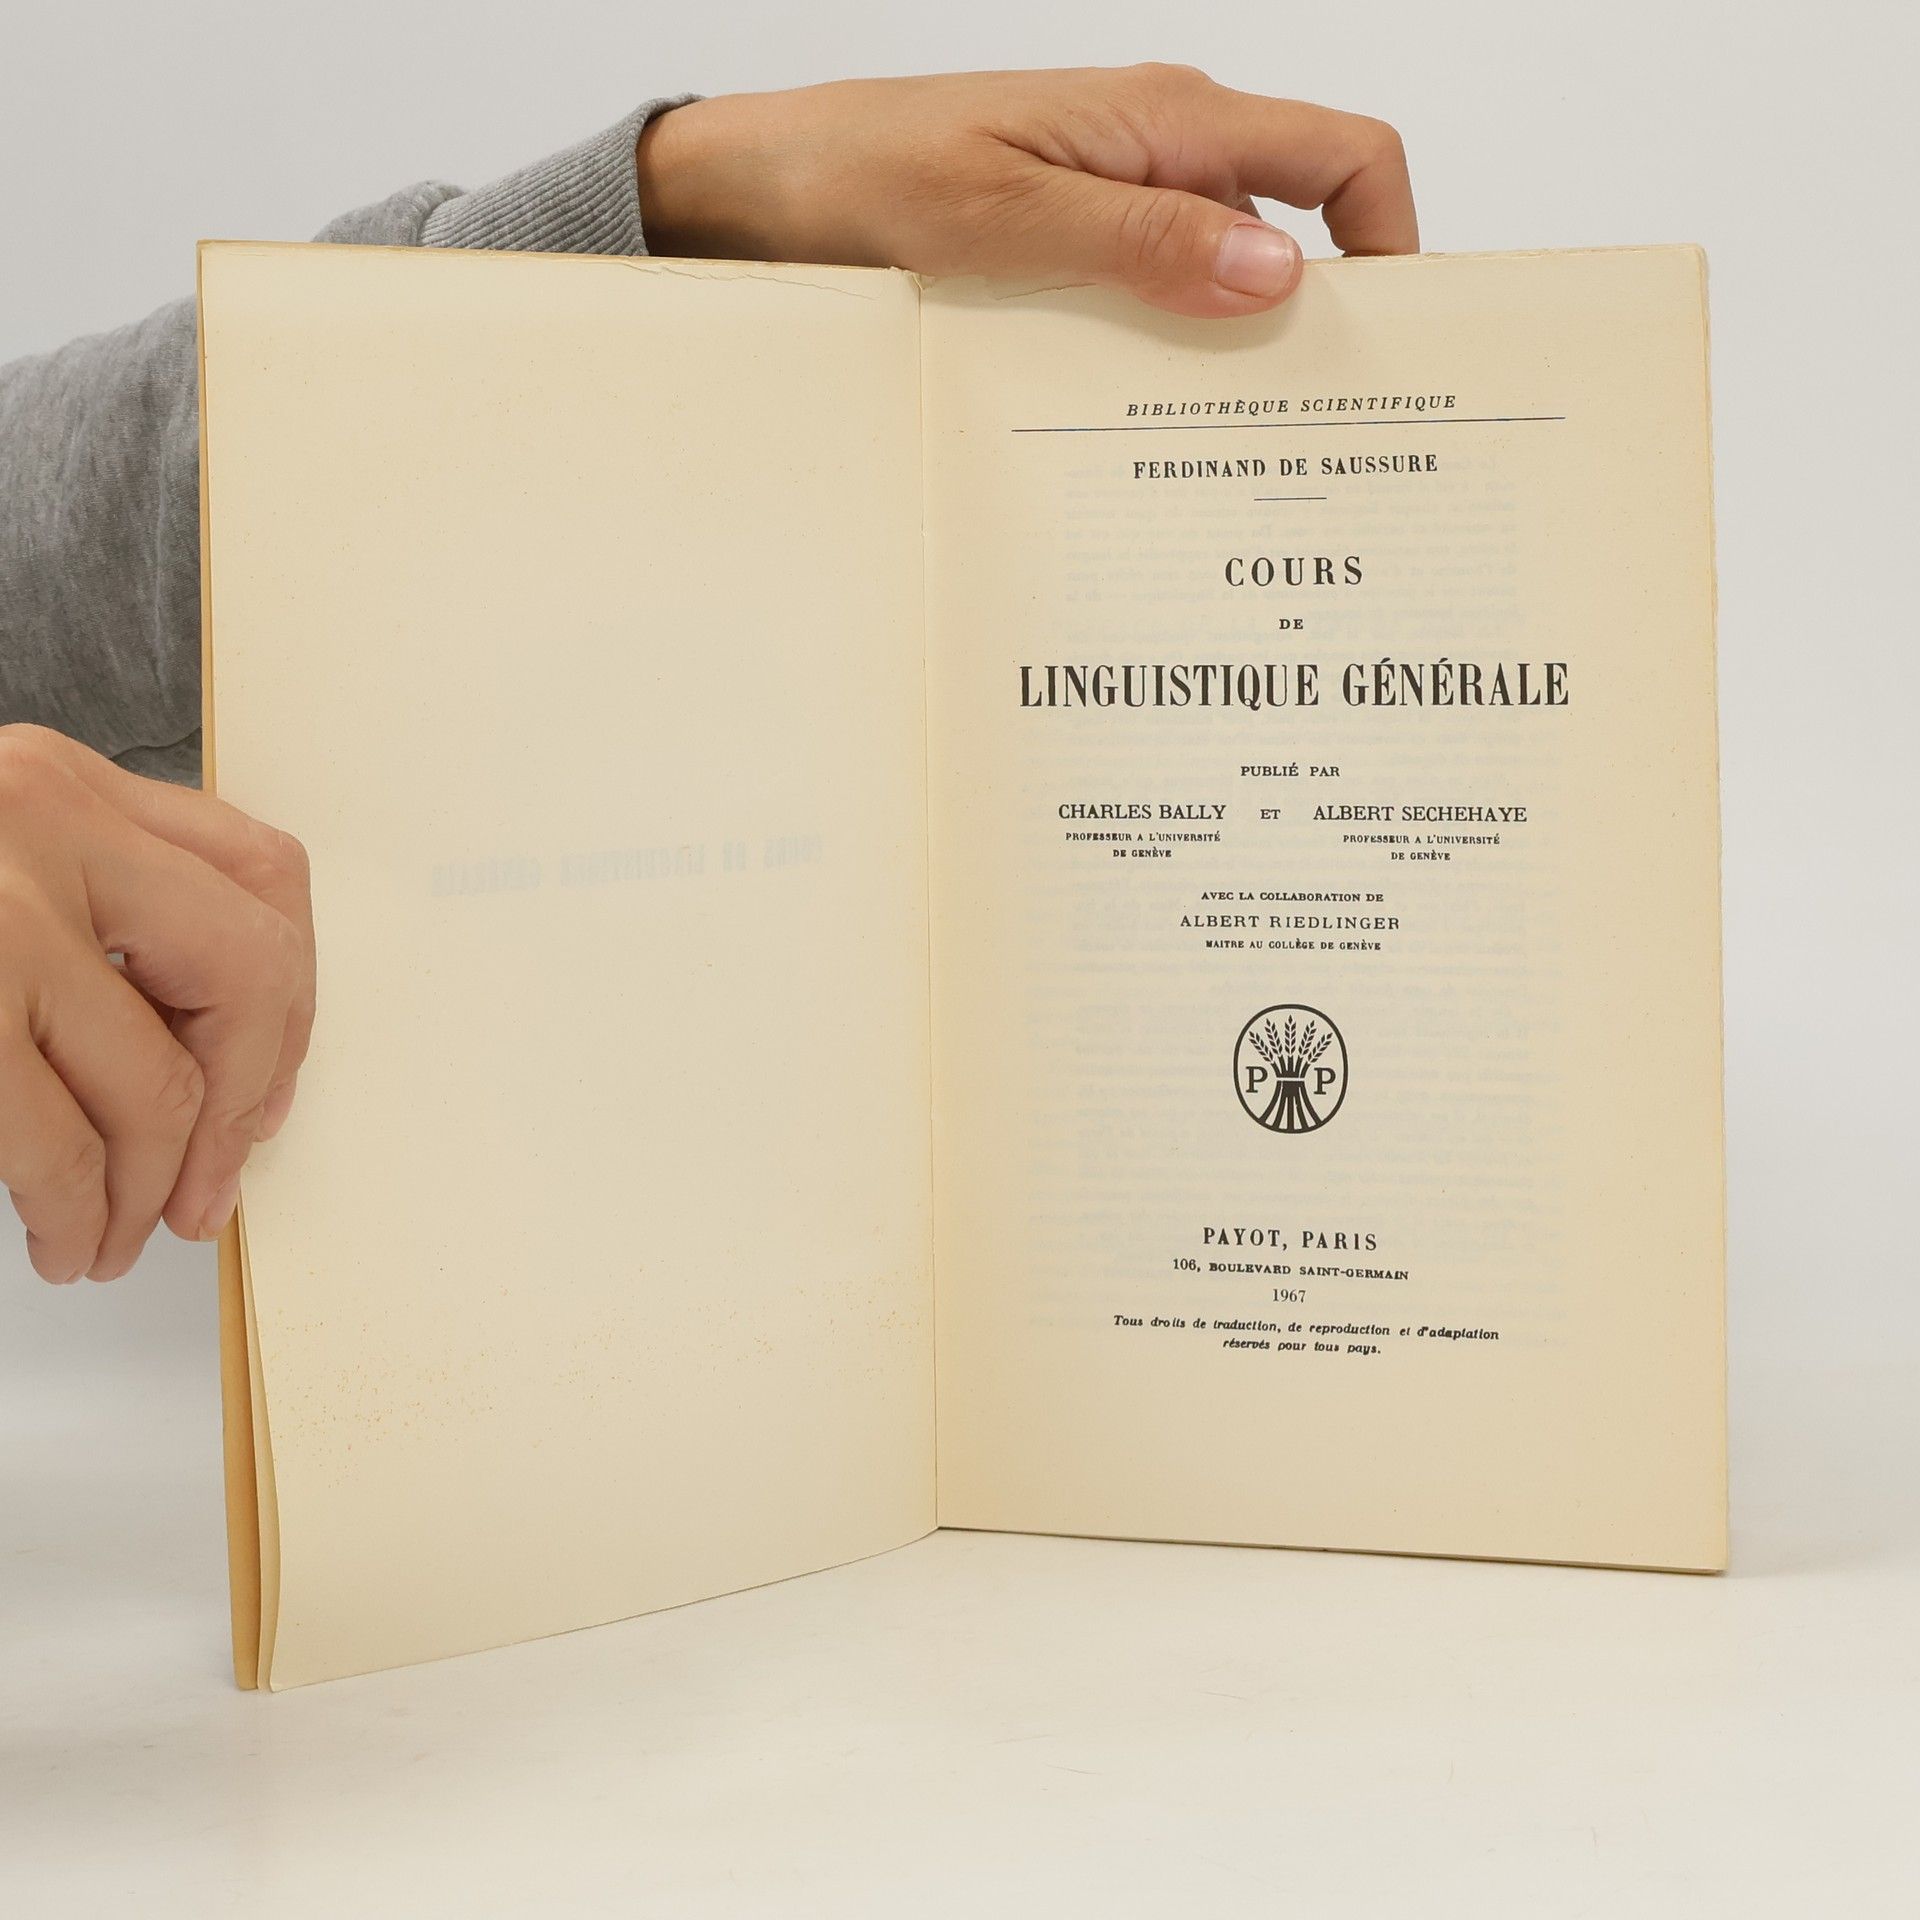 BIBLIOTHÈQUE SCIENTIFIQUE
FERDINAND DE SAUSSURE
COURS
DE
LINGUISTIQUE GÉNÉRALE
PUBLIÉ PAR
CHARLES BALLY ET ALBERT SECHEHAYE
PROFESSEUR A L'UNIVERSITÉ PROFESSEUR A L'UNIVERSITÉ
DE GENÈVE DE GENÈVE
AVEC LA COLLABORATION DE
ALBERT RIEDLINGER
MAITRE AU COLLÈGE DE GENÈVE
P P
PAYOT, PARIS
106, BOULEVARD SAINT-GERMAIN
1967
Tous droits de traduction, de reproduction et d'adaptation
réservés pour tous pays.